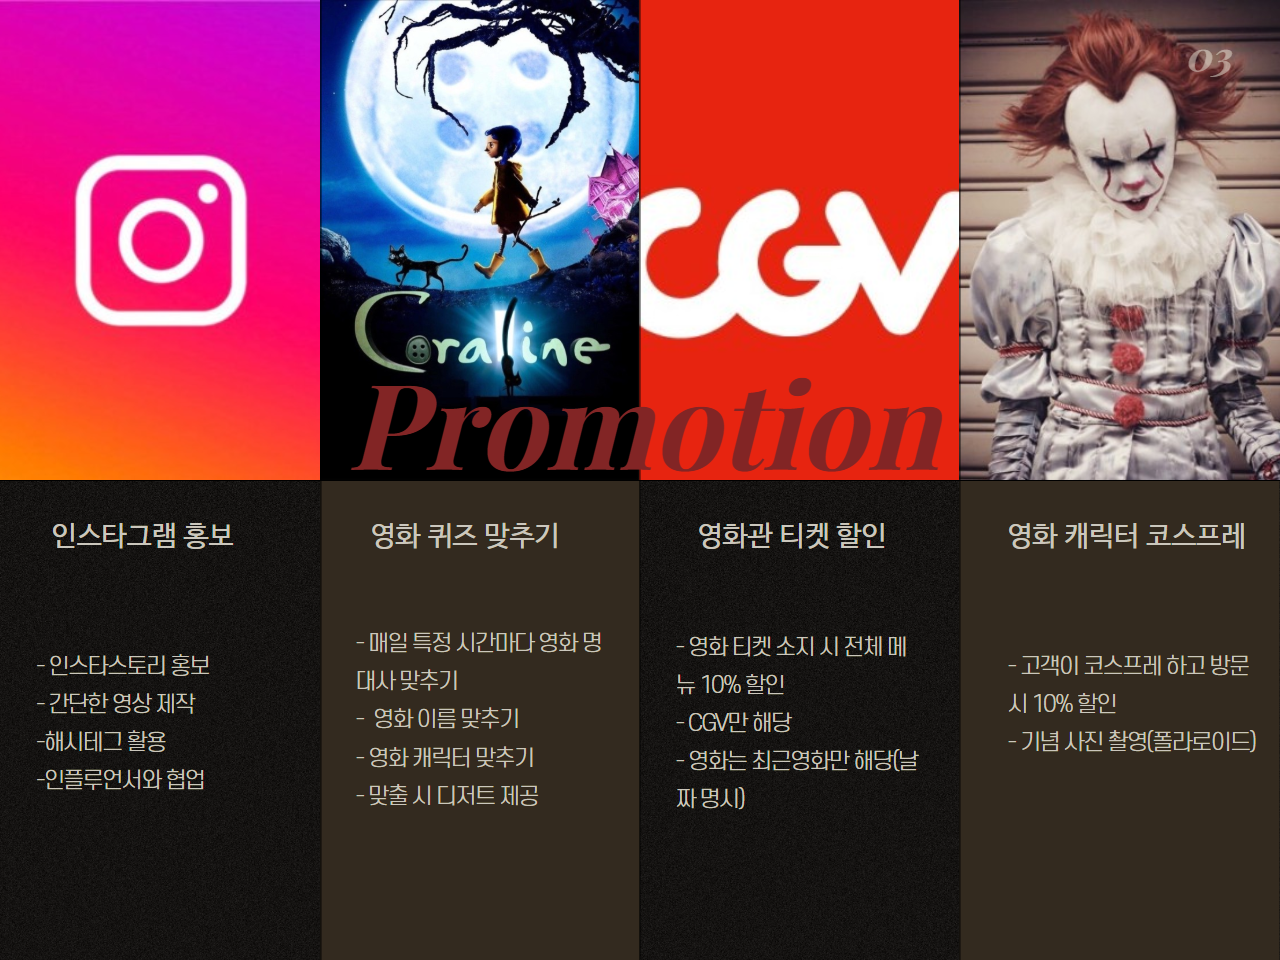 03
Coraline
CGV
Promotion
인스타그램 홍보
- 인스타스토리 홍보
- 간단한 영상 제작
-해시테그 활용
-인플루언서와 협업
영화 퀴즈 맞추기
- 매일 특정 시간마다 영화 명
대사 맞추기
- 영화 이름 맞추기
- 영화 캐릭터 맞추기
- 맞출 시 디저트 제공
영화관 티켓 할인
- 영화 티켓 소지 시 전체 메
뉴 10% 할인
- CGV만 해당
- 영화는 최근영화만 해당(날
짜 명시)
영화 캐릭터 코스프레
- 고객이 코스프레 하고 방문
시 10% 할인
- 기념 사진 촬영(폴라로이드)